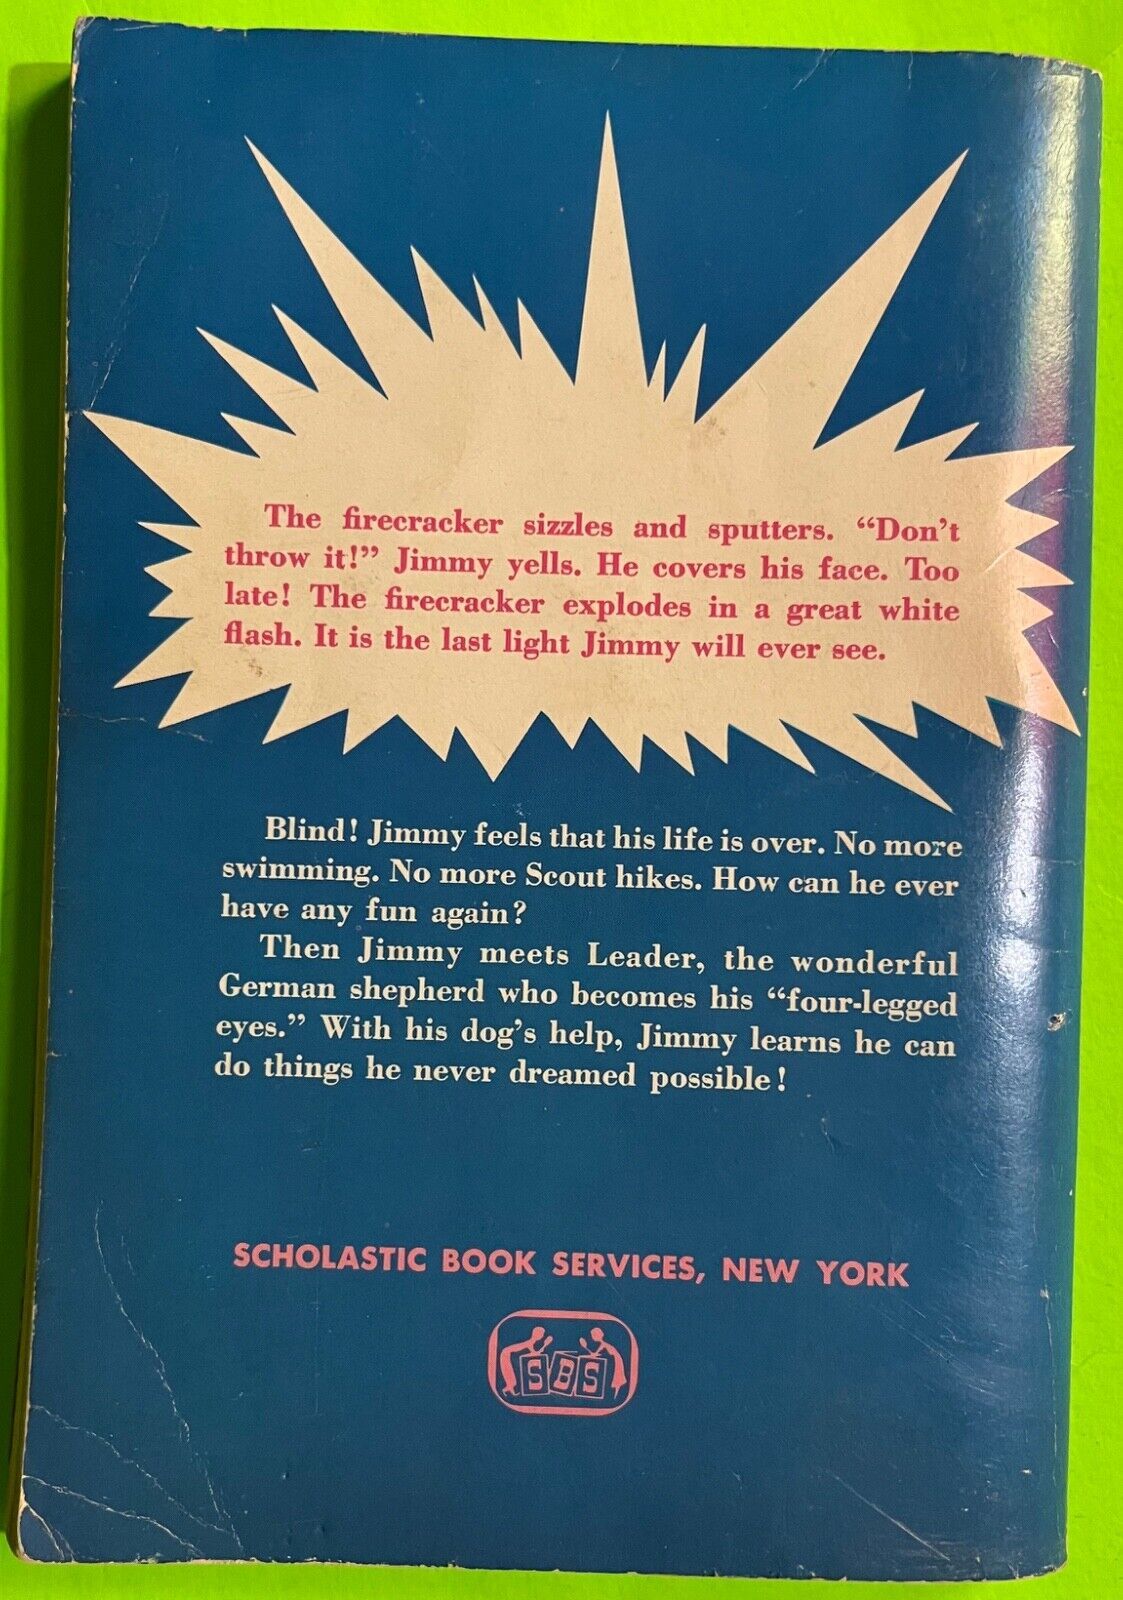 The firecracker sizzles and sputters. “Don’t
throw it!” Jimmy yells. He covers his face. Too
late! The firecracker explodes in a great white
flash. It is the last light Jimmy will ever see.
Blind! Jimmy feels that his life is over. No more
swimming. No more Scout hikes. How can he ever
have any fun again?
Then Jimmy meets Leader, the wonderful
German shepherd who becomes his “four-legged
eyes.” With his dog’s help, Jimmy learns he can
do things he never dreamed possible!
SCHOLASTIC BOOK SERVICES, NEW YORK
SBS